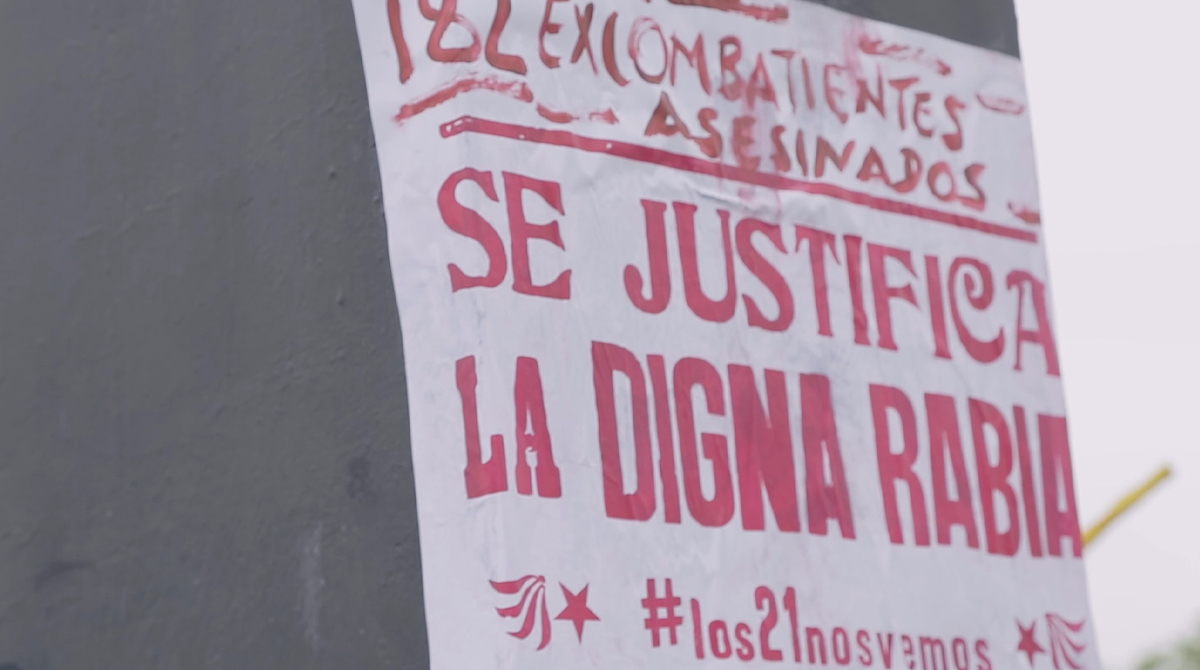 182 EXCOMBATIENTES
ASESINADOS
SE JUSTIFICA
LA DIGNA RABIA
#los21nosvemos